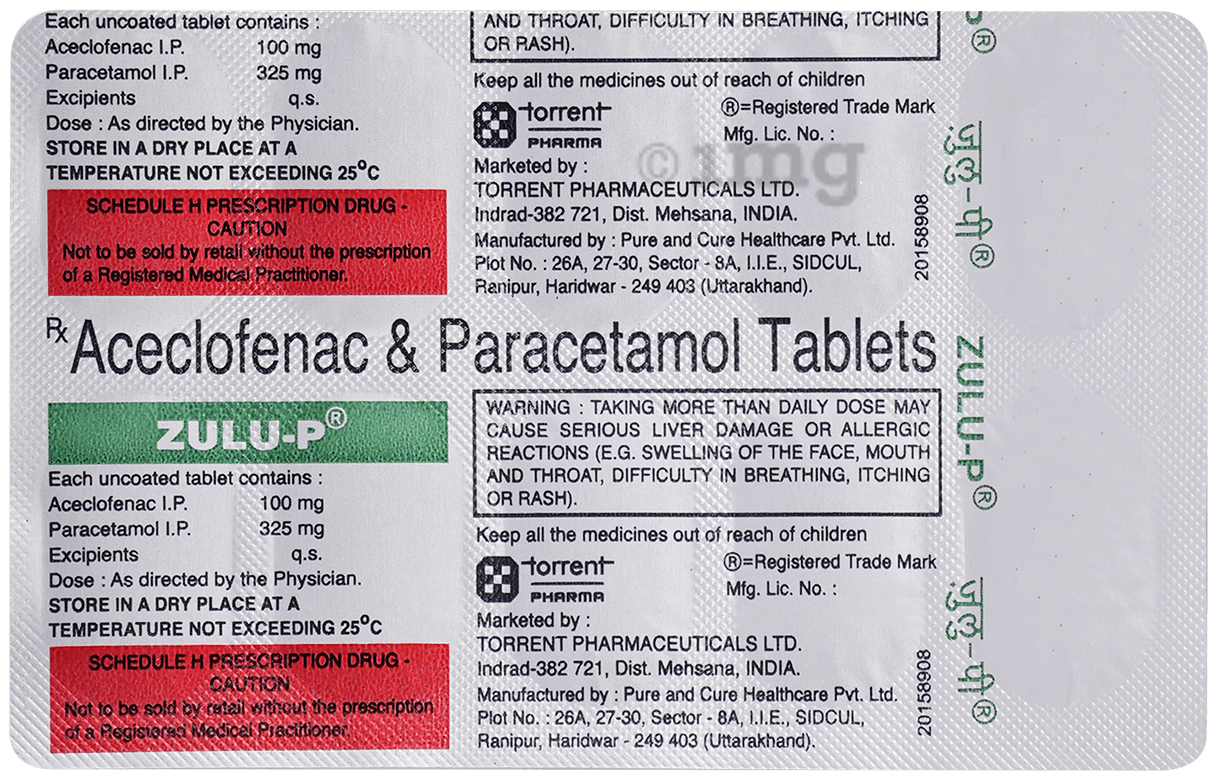 Each uncoated tablet contains :
Aceclofenac I.P. 100 mg
Paracetamol I.P. 325 mg
Excipients q.s.
Dose : As directed by the Physician.
STORE IN A DRY PLACE AT A
TEMPERATURE NOT EXCEEDING 25°C
SCHEDULE H PRESCRIPTION DRUG -
CAUTION
Not to be sold by retail without the prescription
of a Registered Medical Practitioner.
AND THROAT, DIFFICULTY IN BREATHING, ITCHING
OR RASH).
Keep all the medicines out of reach of children
torrent
PHARMA
®=Registered Trade Mark
Mfg. Lic. No. :
Marketed by :
TORRENT PHARMACEUTICALS LTD.
Indrad-382 721, Dist. Mehsana, INDIA.
Manufactured by : Pure and Cure Healthcare Pvt. Ltd.
Plot No. : 26A, 27-30, Sector - 8A, I.I.E., SIDCUL,
Ranipur, Haridwar - 249 403 (Uttarakhand).
20158908
©1mg
-P®
ज़ुलु-पी®
Rx Aceclofenac & Paracetamol Tablets
ZULU-P®
Each uncoated tablet contains :
Aceclofenac I.P. 100 mg
Paracetamol I.P. 325 mg
Excipients q.s.
Dose : As directed by the Physician.
STORE IN A DRY PLACE AT A
TEMPERATURE NOT EXCEEDING 25°C
SCHEDULE H PRESCRIPTION DRUG -
CAUTION
Not to be sold by retail without the prescription
of a Registered Medical Practitioner.
WARNING : TAKING MORE THAN DAILY DOSE MAY
CAUSE SERIOUS LIVER DAMAGE OR ALLERGIC
REACTIONS (E.G. SWELLING OF THE FACE, MOUTH
AND THROAT, DIFFICULTY IN BREATHING, ITCHING
OR RASH).
Keep all the medicines out of reach of children
torrent
PHARMA
®=Registered Trade Mark
Mfg. Lic. No. :
Marketed by :
TORRENT PHARMACEUTICALS LTD.
Indrad-382 721, Dist. Mehsana, INDIA.
Manufactured by : Pure and Cure Healthcare Pvt. Ltd.
Plot No. : 26A, 27-30, Sector - 8A, I.I.E., SIDCUL,
Ranipur, Haridwar - 249 403 (Uttarakhand).
20158908
ZULU-P®
ज़ुलु-पी®